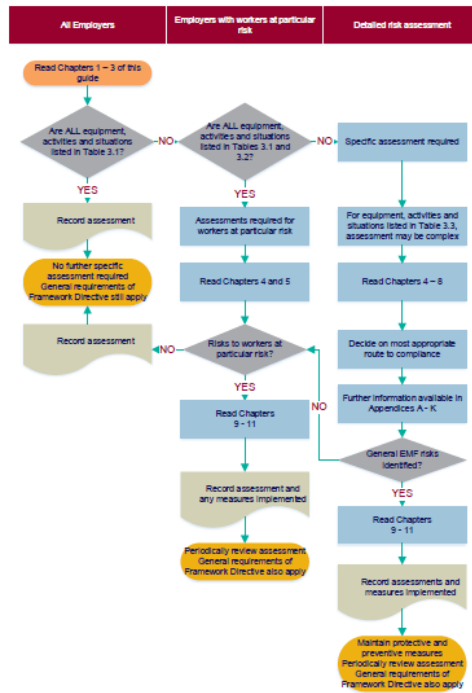 All Employers
Employers with workers at particular
risk
Detailed risk assessment
Read Chapters 1 – 3 of this
guide
Are ALL equipment,
activities and situations
listed in Table 3.1?
NO
Are ALL equipment,
activities and situations
listed in Tables 3.1 and
3.2?
NO
Specific assessment required
YES
YES
Record assessment
Assessments required for
workers at particular risk
For equipment, activities and
situations listed in Table 3.3,
assessment may be complex
No further specific
assessment required
General requirements of
Framework Directive still apply
Read Chapters 4 and 5
Read Chapters 4 – 8
Record assessment
NO
Risks to workers at
particular risk?
Decide on most appropriate
route to compliance
YES
NO
Further information available in
Appendices A - K
Read Chapters
9 - 11
General EMF risks
identified?
YES
Record assessment and
any measures implemented
Read Chapters
9 - 11
Periodically review assessment
General requirements of
Framework Directive also apply
Record assessments and
measures implemented
Maintain protective and
preventive measures
Periodically review assessment
General requirements of
Framework Directive also apply